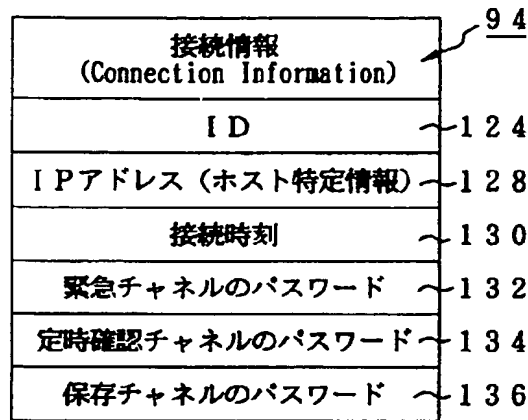 94
接続情報
(Connection Information)
ID 124
IPアドレス(ホスト特定情報) 128
接続時刻 130
緊急チャネルのパスワード 132
定時確認チャネルのパスワード 134
保存チャネルのパスワード 136